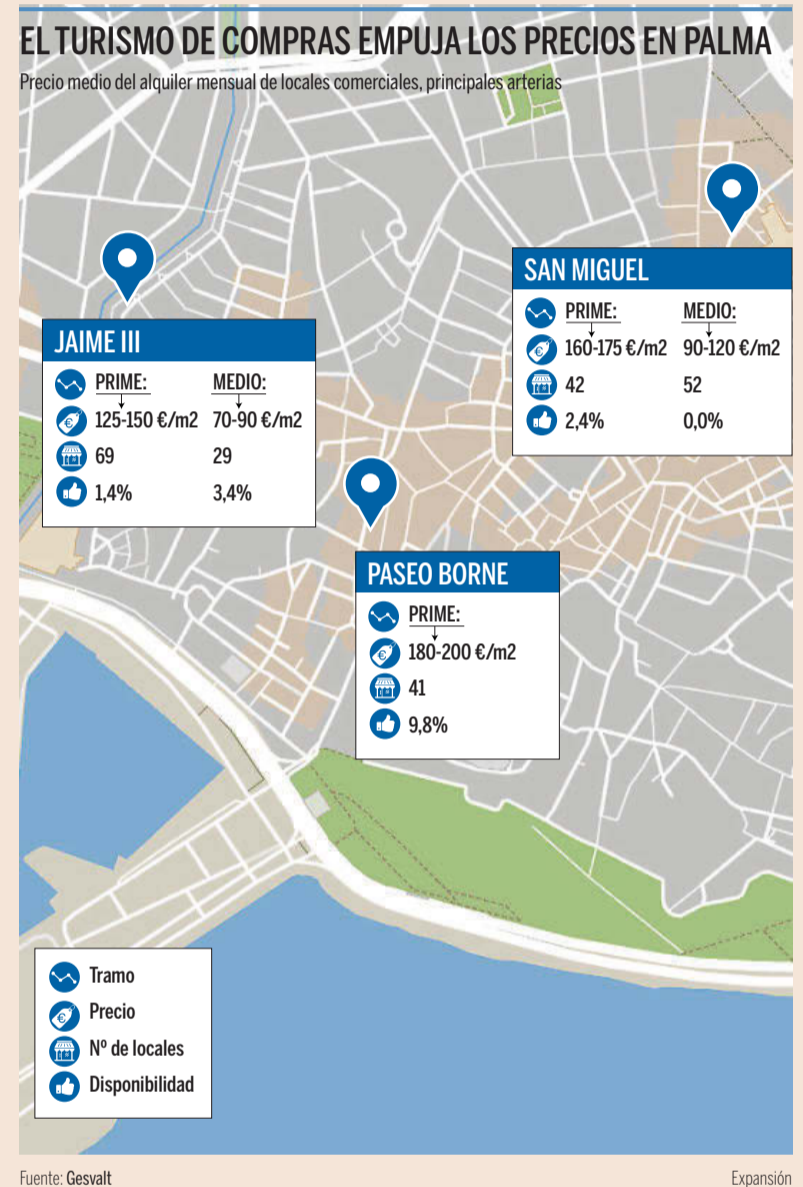 EL TURISMO DE COMPRAS EMPUJA LOS PRECIOS EN PALMA
Precio medio del alquiler mensual de locales comerciales, principales arterias
SAN MIGUEL
PRIME: MEDIO:
160-175 €/m2 90-120 €/m2
42 52
2,4% 0,0%
JAIME III
PRIME: MEDIO:
125-150 €/m2 70-90 €/m2
69 29
1,4% 3,4%
PASEO BORNE
PRIME:
180-200 €/m2
41
9,8%
Tramo
Precio
Nº de locales
Disponibilidad
Fuente: Gesvalt Expansión